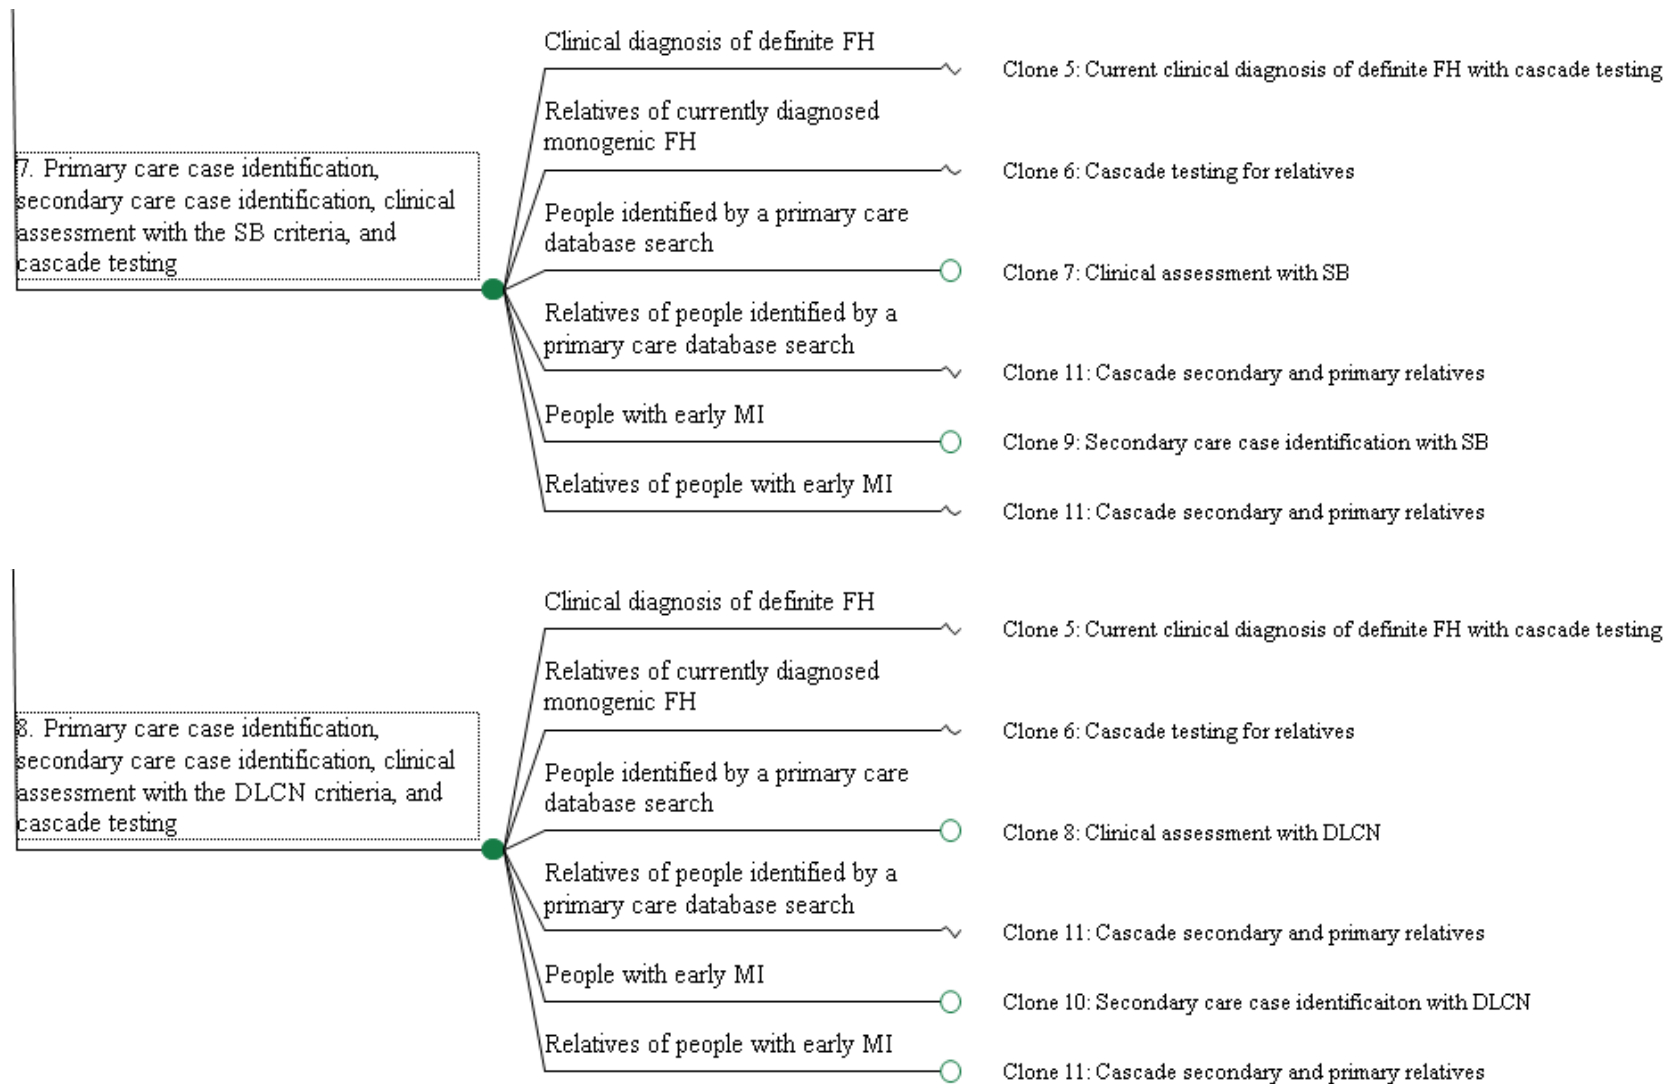 Clinical diagnosis of definite FH
Clone 5: Current clinical diagnosis of definite FH with cascade testing
Relatives of currently diagnosed
monogenic FH
Clone 6: Cascade testing for relatives
7. Primary care case identification,
secondary care case identification, clinical
assessment with the SB criteria, and
cascade testing
People identified by a primary care
database search
Clone 7: Clinical assessment with SB
Relatives of people identified by a
primary care database search
Clone 11: Cascade secondary and primary relatives
People with early MI
Clone 9: Secondary care case identification with SB
Relatives of people with early MI
Clone 11: Cascade secondary and primary relatives
Clinical diagnosis of definite FH
Clone 5: Current clinical diagnosis of definite FH with cascade testing
Relatives of currently diagnosed
monogenic FH
Clone 6: Cascade testing for relatives
8. Primary care case identification,
secondary care case identification, clinical
assessment with the DLCN critieria, and
cascade testing
People identified by a primary care
database search
Clone 8: Clinical assessment with DLCN
Relatives of people identified by a
primary care database search
Clone 11: Cascade secondary and primary relatives
People with early MI
Clone 10: Secondary care case identificaiton with DLCN
Relatives of people with early MI
Clone 11: Cascade secondary and primary relatives